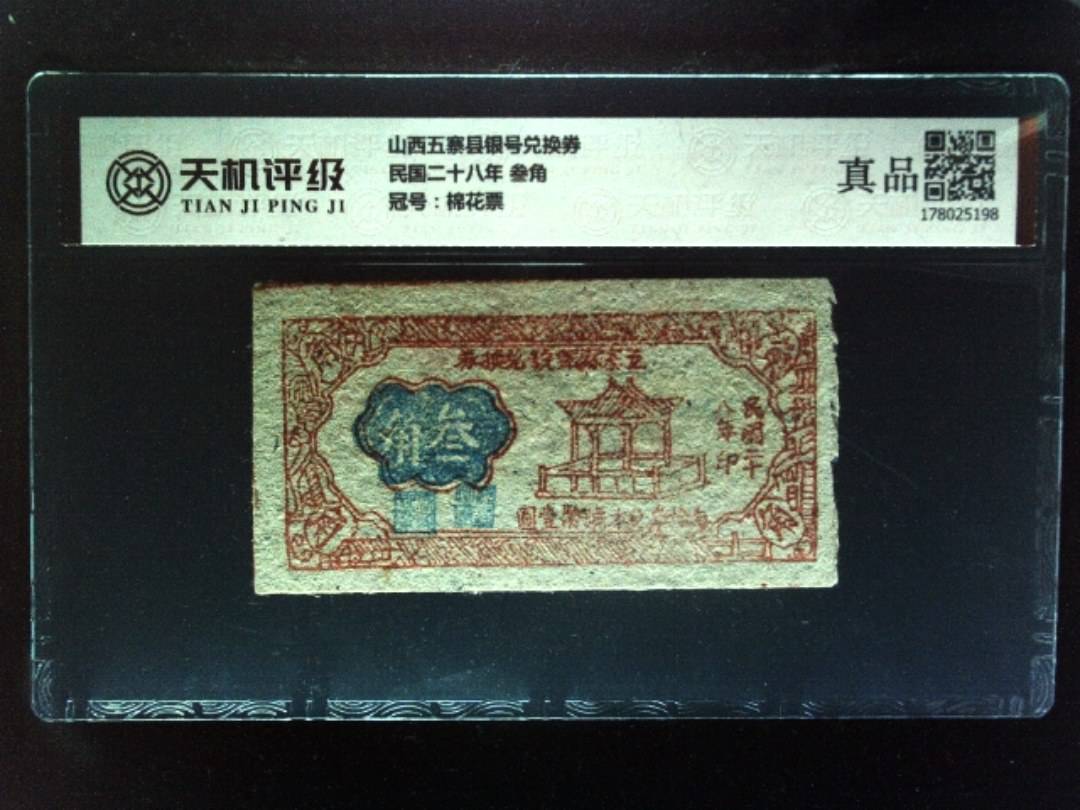 天机评级
TIAN JI PING JI
山西五寨县银号兑换券
民国二十八年 叁角
冠号：棉花票
真品
178025198
叁角
民國二十
八年印